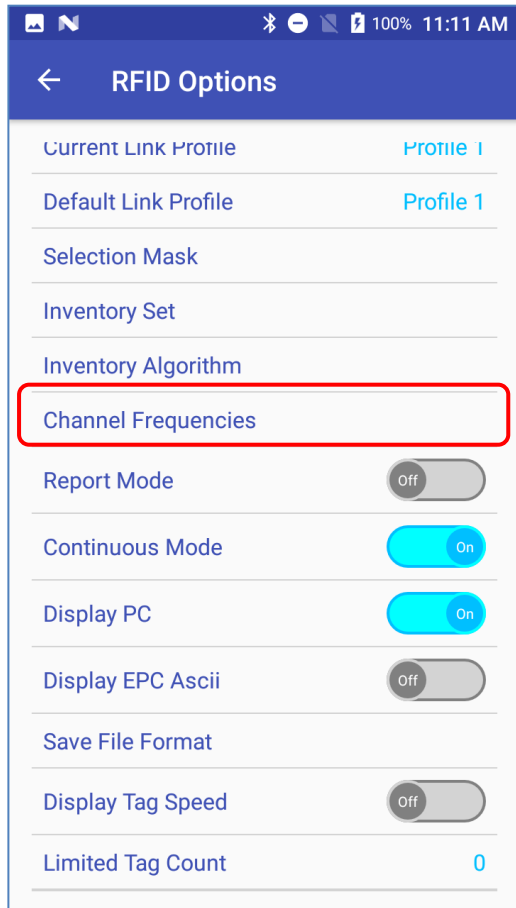 100% 11:11 AM
RFID Options
Current Link Profile Profile 1
Default Link Profile Profile 1
Selection Mask
Inventory Set
Inventory Algorithm
Channel Frequencies
Report Mode Off
Continuous Mode On
Display PC On
Display EPC Ascii Off
Save File Format
Display Tag Speed Off
Limited Tag Count 0